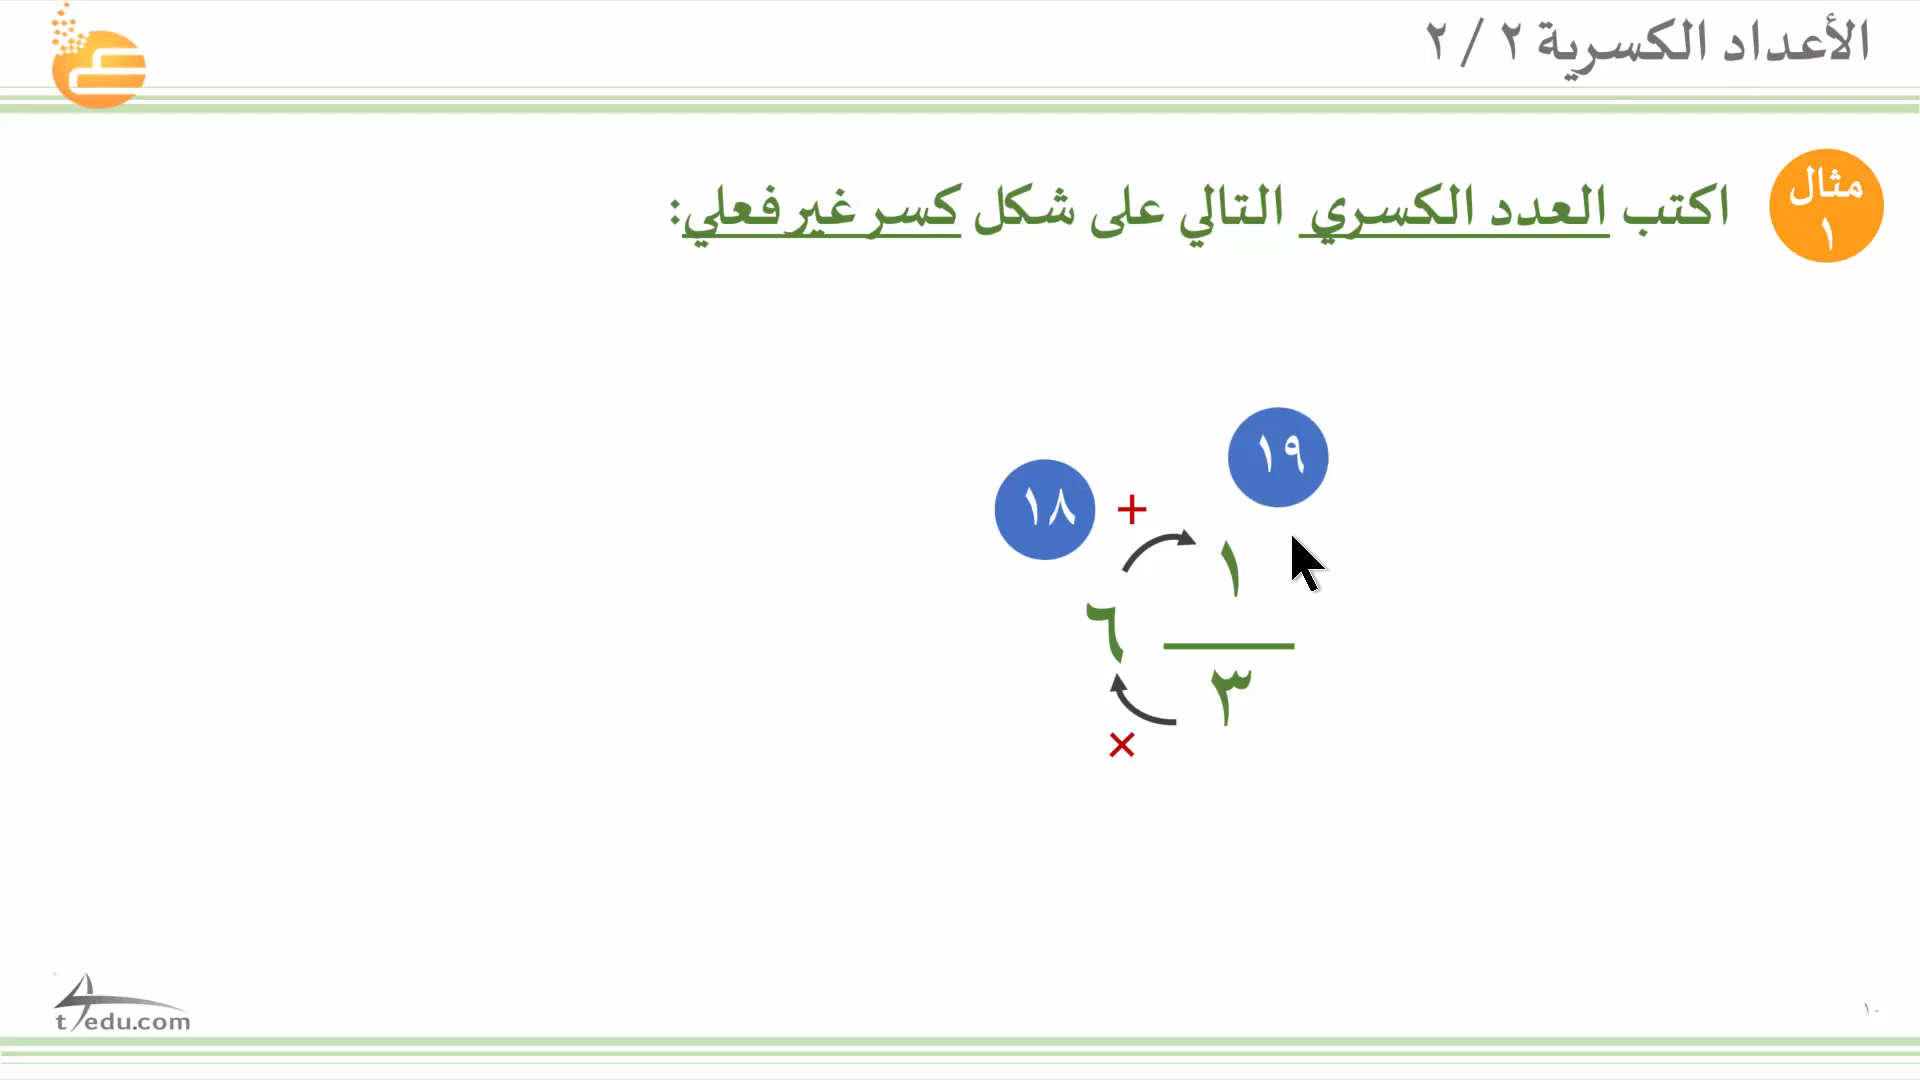 الأعداد الكسرية ٢ / ٢
مثال
١
اكتب العدد الكسري التالي على شكل كسر غير فعلي:
١٩
١٨ +
١
٦
٣
×
t4edu.com
١٠